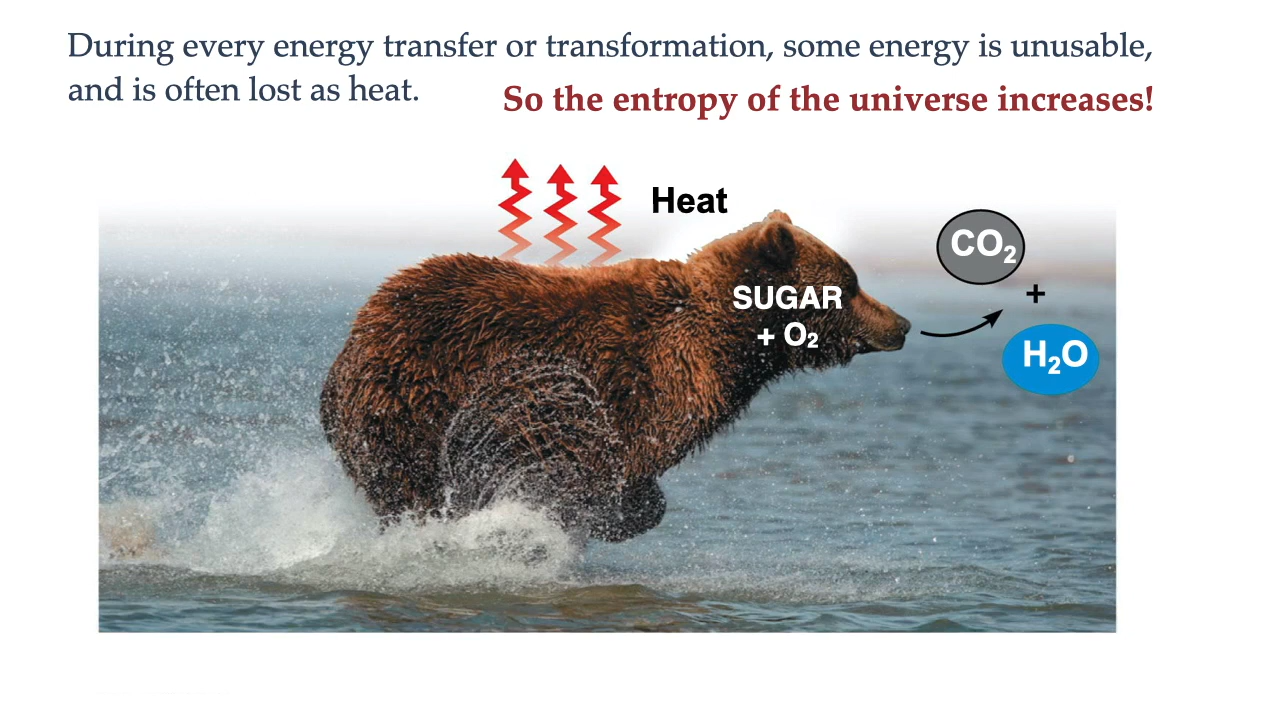 During every energy transfer or transformation, some energy is unusable,
and is often lost as heat.
So the entropy of the universe increases!
Heat
SUGAR
+ O₂
CO₂
+
H₂O